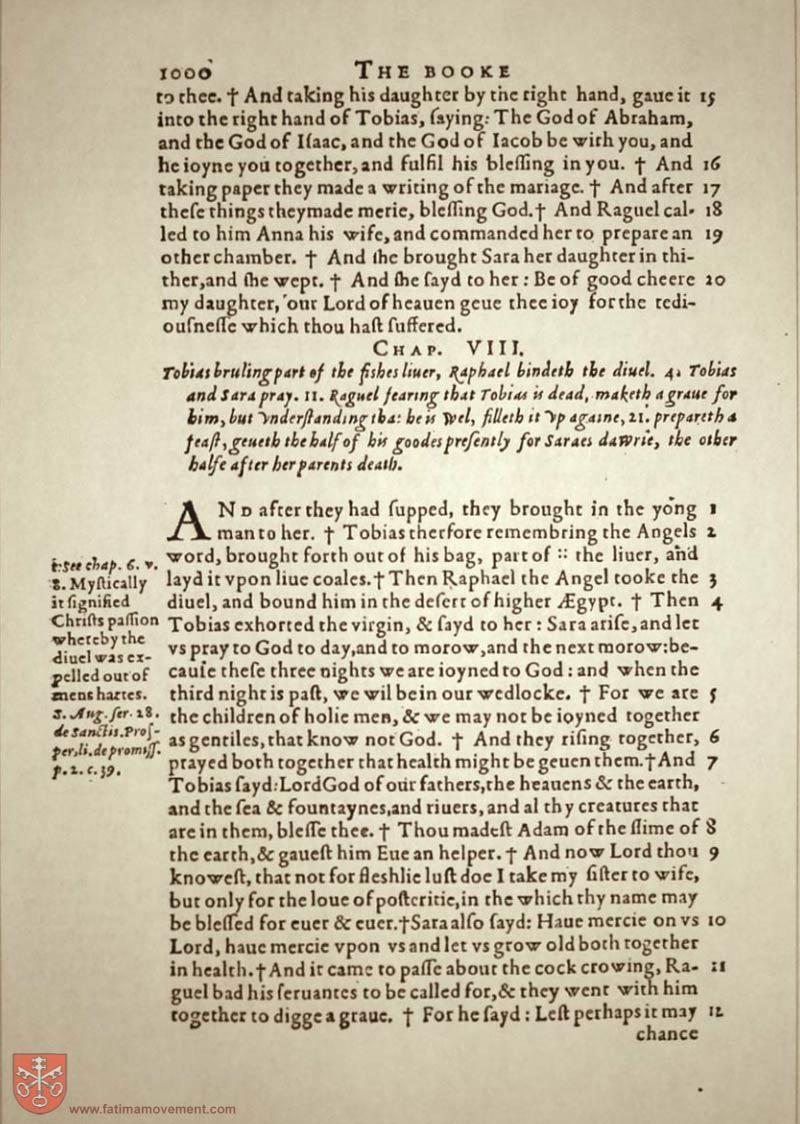 1000 THE BOOKE
to thee. † And taking his daughter by the right hand, gaue it 15
into the right hand of Tobias, ſaying: The God of Abraham,
and the God of Iſaac, and the God of Iacob be with you, and
he ioyne you together, and fulfil his bleſſing in you. † And 16
taking paper they made a writing of the mariage. † And after 17
theſe things they made merie, bleſſing God. † And Raguel cal- 18
led to him Anna his wife, and commanded her to prepare an 19
other chamber. † And ſhe brought Sara her daughter in thi-
ther, and ſhe wept. † And ſhe ſayd to her: Be of good cheere 20
my daughter, our Lord of heauen geue thee ioy for the tedi-
ouſneſſe which thou haſt ſuffered.
CHAP. VIII.
Tobias bruling part of the fiſhes liuer, Raphael bindeth the diuel. 4. Tobias
and Sara pray. 11. Raguel fearing that Tobias is dead, maketh a graue for
him, but vnderſtanding that he is wel, filleth it vp againe, 21. prepareth a
feaſt, geueth the half of his goodes preſently for Saraes dowrie, the other
halfe after her parents death.
AND after they had ſupped, they brought in the yong 1
man to her. † Tobias therfore remembring the Angels 2
word, brought forth out of his bag, part of :: the liuer, and
layd it vpon liue coales. † Then Raphael the Angel tooke the 3
diuel, and bound him in the deſert of higher Ægypt. † Then 4
Tobias exhorted the virgin, & ſayd to her: Sara ariſe, and let
vs pray to God to day, and to morow, and the next morow: be-
cauſe theſe three nights we are ioyned to God: and when the
third night is paſt, we wil be in our wedlocke. † For we are 5
the children of holie men, & we may not be ioyned together
as gentiles, that know not God. † And they riſing together, 6
prayed both together that health might be geuen them. † And 7
Tobias ſayd: Lord God of our fathers, the heauens & the earth,
and the ſea & fountaynes, and riuers, and al thy creatures that
are in them, bleſſe thee. † Thou madeſt Adam of the ſlime of 8
the earth, & gaueſt him Eue an helper. † And now Lord thou 9
knoweſt, that not for fleshlie luſt doe I take my ſiſter to wife,
but only for the loue of poſteritie, in the which thy name may
be bleſſed for euer & euer. † Sara alſo ſayd: Haue mercie on vs 10
Lord, haue mercie vpon vs and let vs grow old both together
in health. † And it came to paſſe about the cock crowing, Ra- 11
guel bad his ſeruantes to be called for, & they went with him
together to digge a graue. † For he ſayd: Leſt perhaps it may 12
chance
:: See chap. 6. v.
8. Myſtically
it ſignified
Chriſts paſſion
whereby the
diuel was ex-
pelled out of
mens hartes.
S. Aug. ſer. 18.
de Sanctis. Proſ-
per, li. de promiſſ.
p. 2. c. 39.
www.fatimamovement.com